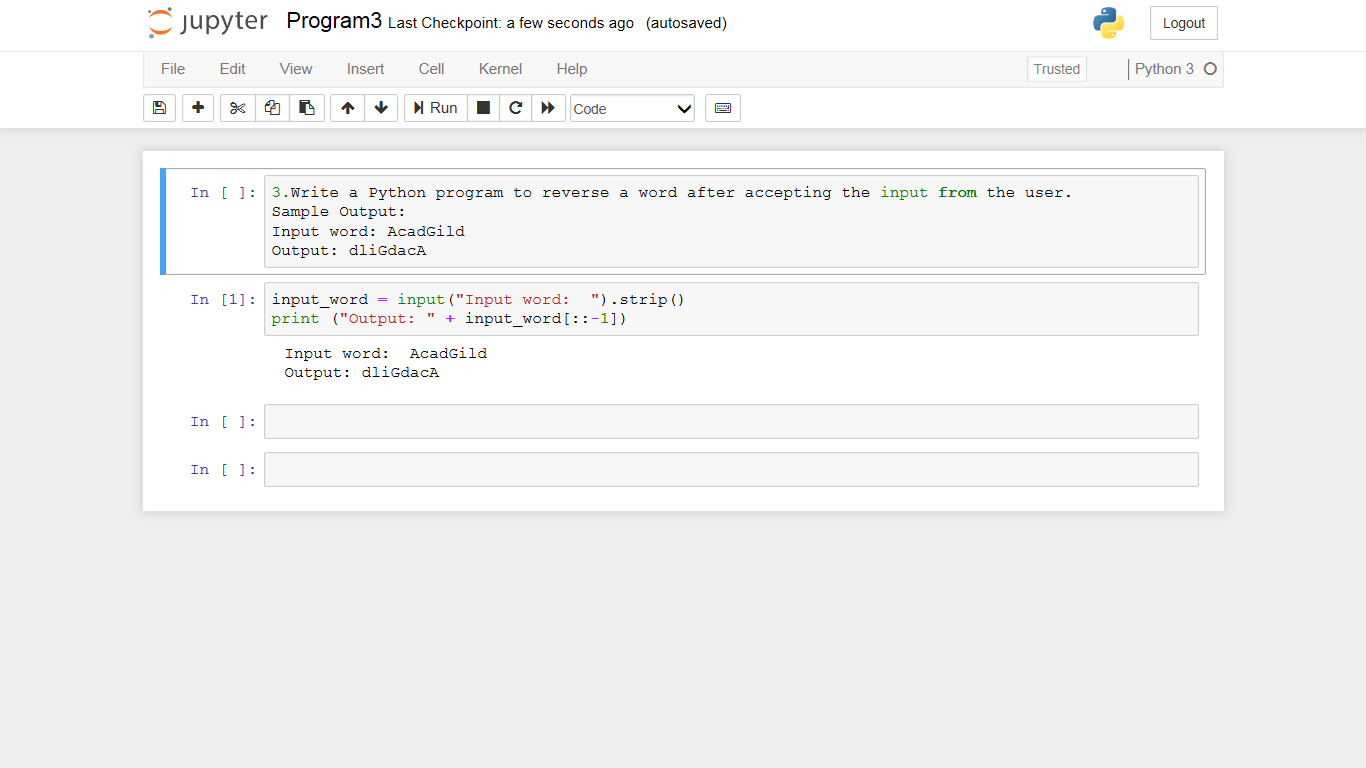 jupyter Program3 Last Checkpoint: a few seconds ago (autosaved)
Logout
File Edit View Insert Cell Kernel Help
Trusted Python 3
Run Code
In [ ]: 3.Write a Python program to reverse a word after accepting the input from the user.
Sample Output:
Input word: AcadGild
Output: dliGdacA
In [1]: input_word = input("Input word:  ").strip()
print ("Output: " + input_word[::-1])
Input word:  AcadGild
Output: dliGdacA
In [ ]:
In [ ]: